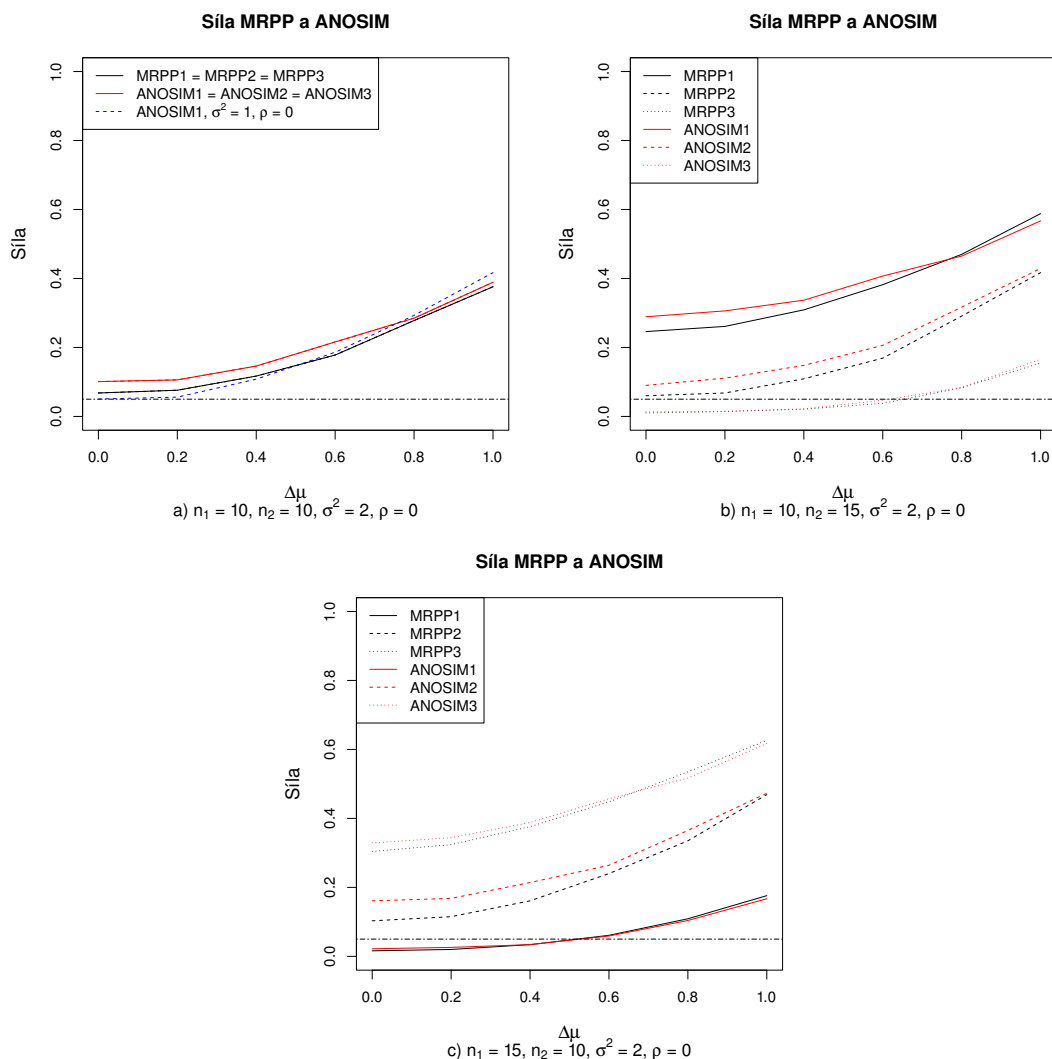 Síla MRPP a ANOSIM
MRPP1 = MRPP2 = MRPP3
ANOSIM1 = ANOSIM2 = ANOSIM3
ANOSIM1, σ² = 1, ρ = 0
1.0
0.8
0.6
0.4
0.2
0.0
Síla
0.0 0.2 0.4 0.6 0.8 1.0
Δμ
a) n₁ = 10, n₂ = 10, σ² = 2, ρ = 0
Síla MRPP a ANOSIM
MRPP1
MRPP2
MRPP3
ANOSIM1
ANOSIM2
ANOSIM3
1.0
0.8
0.6
0.4
0.2
0.0
Síla
0.0 0.2 0.4 0.6 0.8 1.0
Δμ
b) n₁ = 10, n₂ = 15, σ² = 2, ρ = 0
Síla MRPP a ANOSIM
MRPP1
MRPP2
MRPP3
ANOSIM1
ANOSIM2
ANOSIM3
1.0
0.8
0.6
0.4
0.2
0.0
Síla
0.0 0.2 0.4 0.6 0.8 1.0
Δμ
c) n₁ = 15, n₂ = 10, σ² = 2, ρ = 0